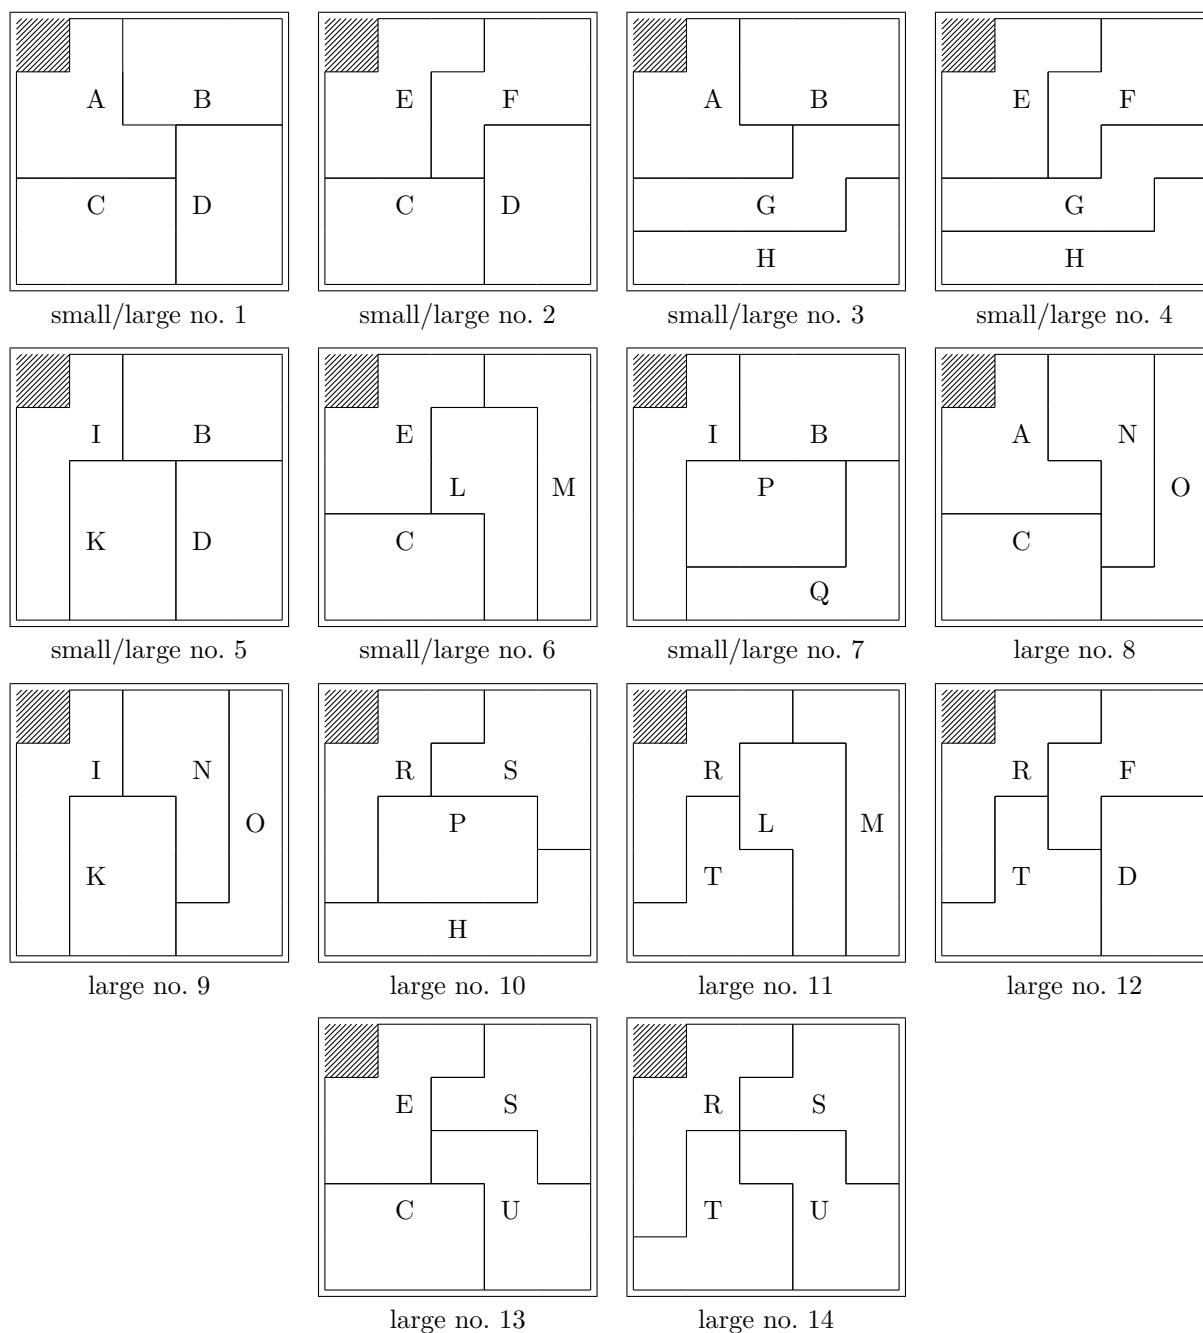 A B E F A B E F
C D C D G G
H H
small/large no. 1 small/large no. 2 small/large no. 3 small/large no. 4
I B E I B A N
L M P O
K D C C
Q
small/large no. 5 small/large no. 6 small/large no. 7 large no. 8
I N R S R R F
O P L M
K T T D
H
large no. 9 large no. 10 large no. 11 large no. 12
E S R S
C U T U
large no. 13 large no. 14